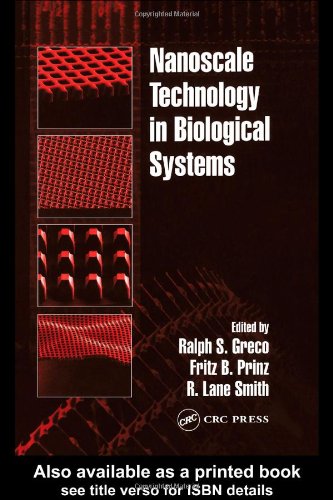 Nanoscale
Technology
in Biological
Systems
Edited by
Ralph S. Greco
Fritz B. Prinz
R. Lane Smith
CRC PRESS
Also available as a printed book
see title verso for ISBN details